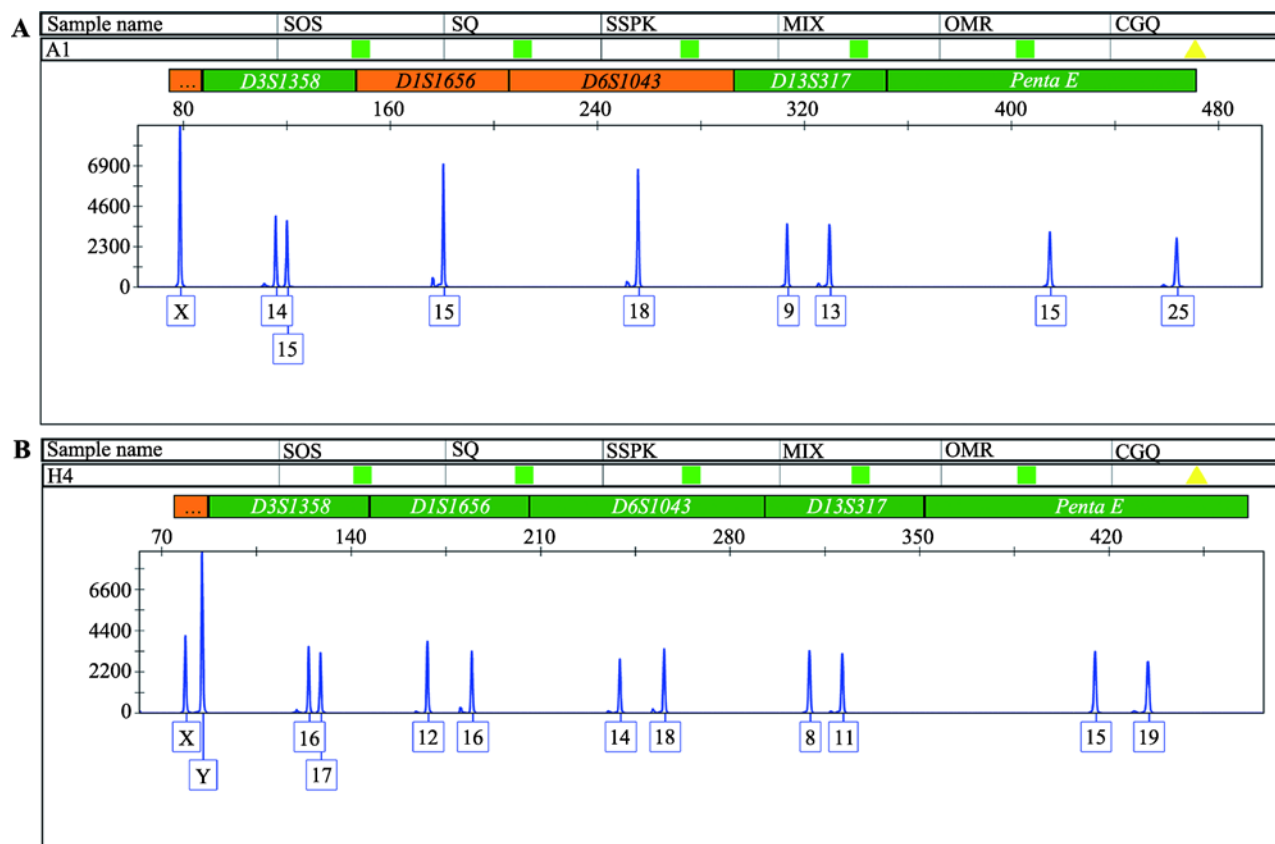 A
Sample name SOS SQ SSPK MIX OMR CGQ
A1
... D3S1358 D1S1656 D6S1043 D13S317 Penta E
80 160 240 320 400 480
6900
4600
2300
0
X 14 15 18 9 13 15 25
15
B
Sample name SOS SQ SSPK MIX OMR CGQ
H4
... D3S1358 D1S1656 D6S1043 D13S317 Penta E
70 140 210 280 350 420
6600
4400
2200
0
X 16 12 16 14 18 8 11 15 19
Y 17